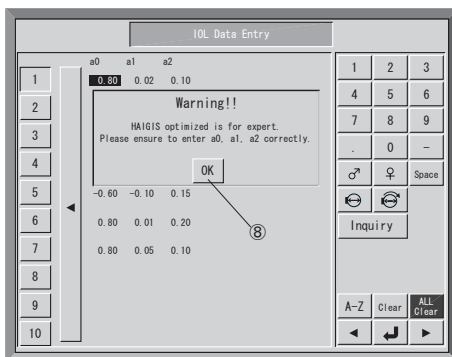 IOL Data Entry
a0 a1 a2
1 0.80 0.02 0.10
2
3
4
5 -0.60 -0.10 0.15
6 0.80 0.01 0.20
7 0.80 0.05 0.10
8
9
10
◀
Warning!!
HAIGIS optimized is for expert.
Please ensure to enter a0, a1, a2 correctly.
OK
⑧
1 2 3
4 5 6
7 8 9
. 0 -
♂ ♀ Space
Inquiry
A-Z Clear ALL Clear
◀ ↵ ▶